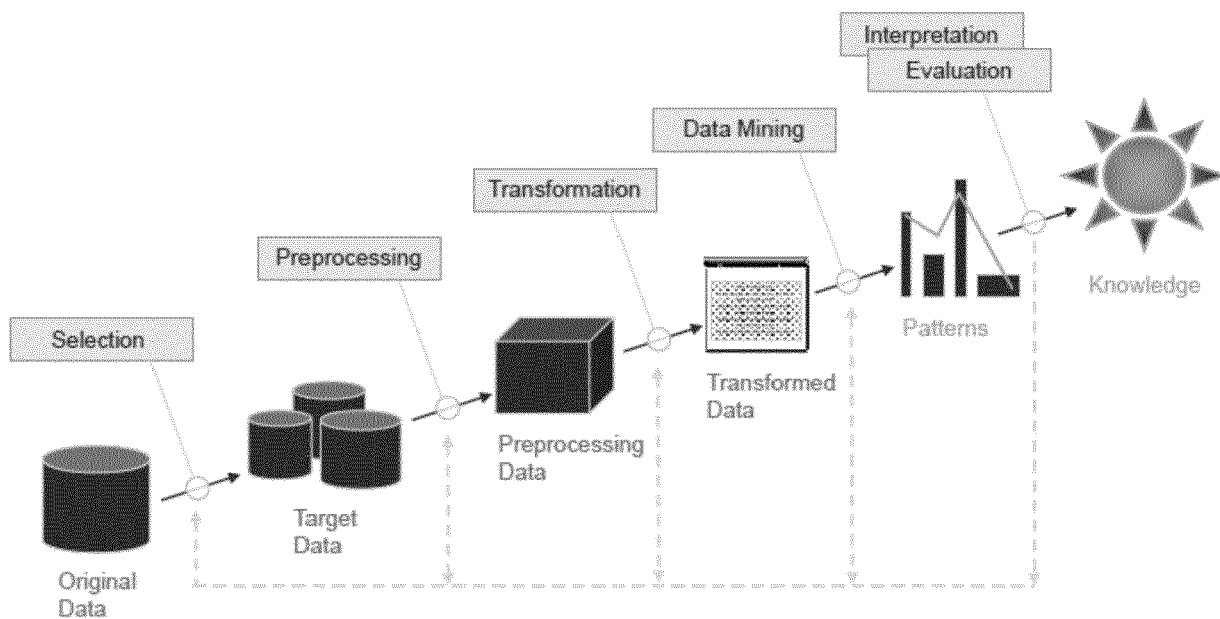 Interpretation
Evaluation
Data Mining
Transformation
Preprocessing
Selection
Knowledge
Patterns
Transformed
Data
Preprocessing
Data
Target
Data
Original
Data